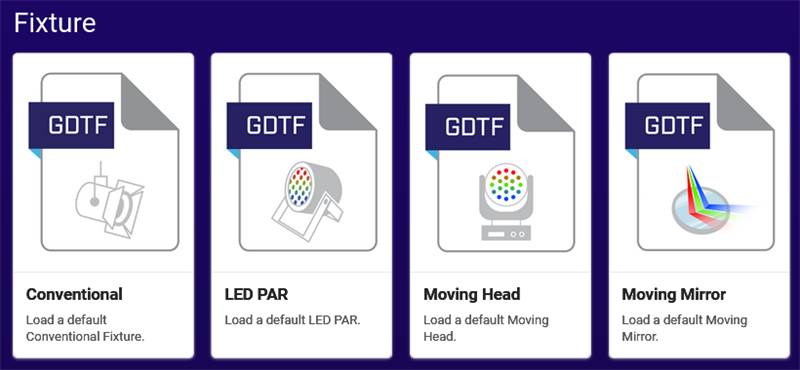 Fixture
GDTF
GDTF
GDTF
GDTF
Conventional
Load a default
Conventional Fixture.
LED PAR
Load a default LED PAR.
Moving Head
Load a default Moving
Head.
Moving Mirror
Load a default Moving
Mirror.